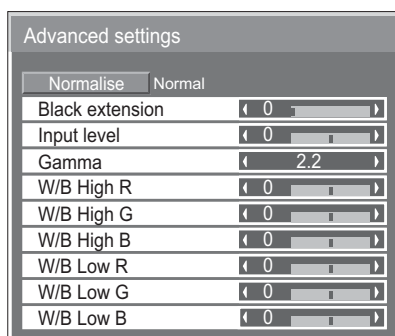 Advanced settings
Normalise Normal
Black extension 0
Input level 0
Gamma 2.2
W/B High R 0
W/B High G 0
W/B High B 0
W/B Low R 0
W/B Low G 0
W/B Low B 0